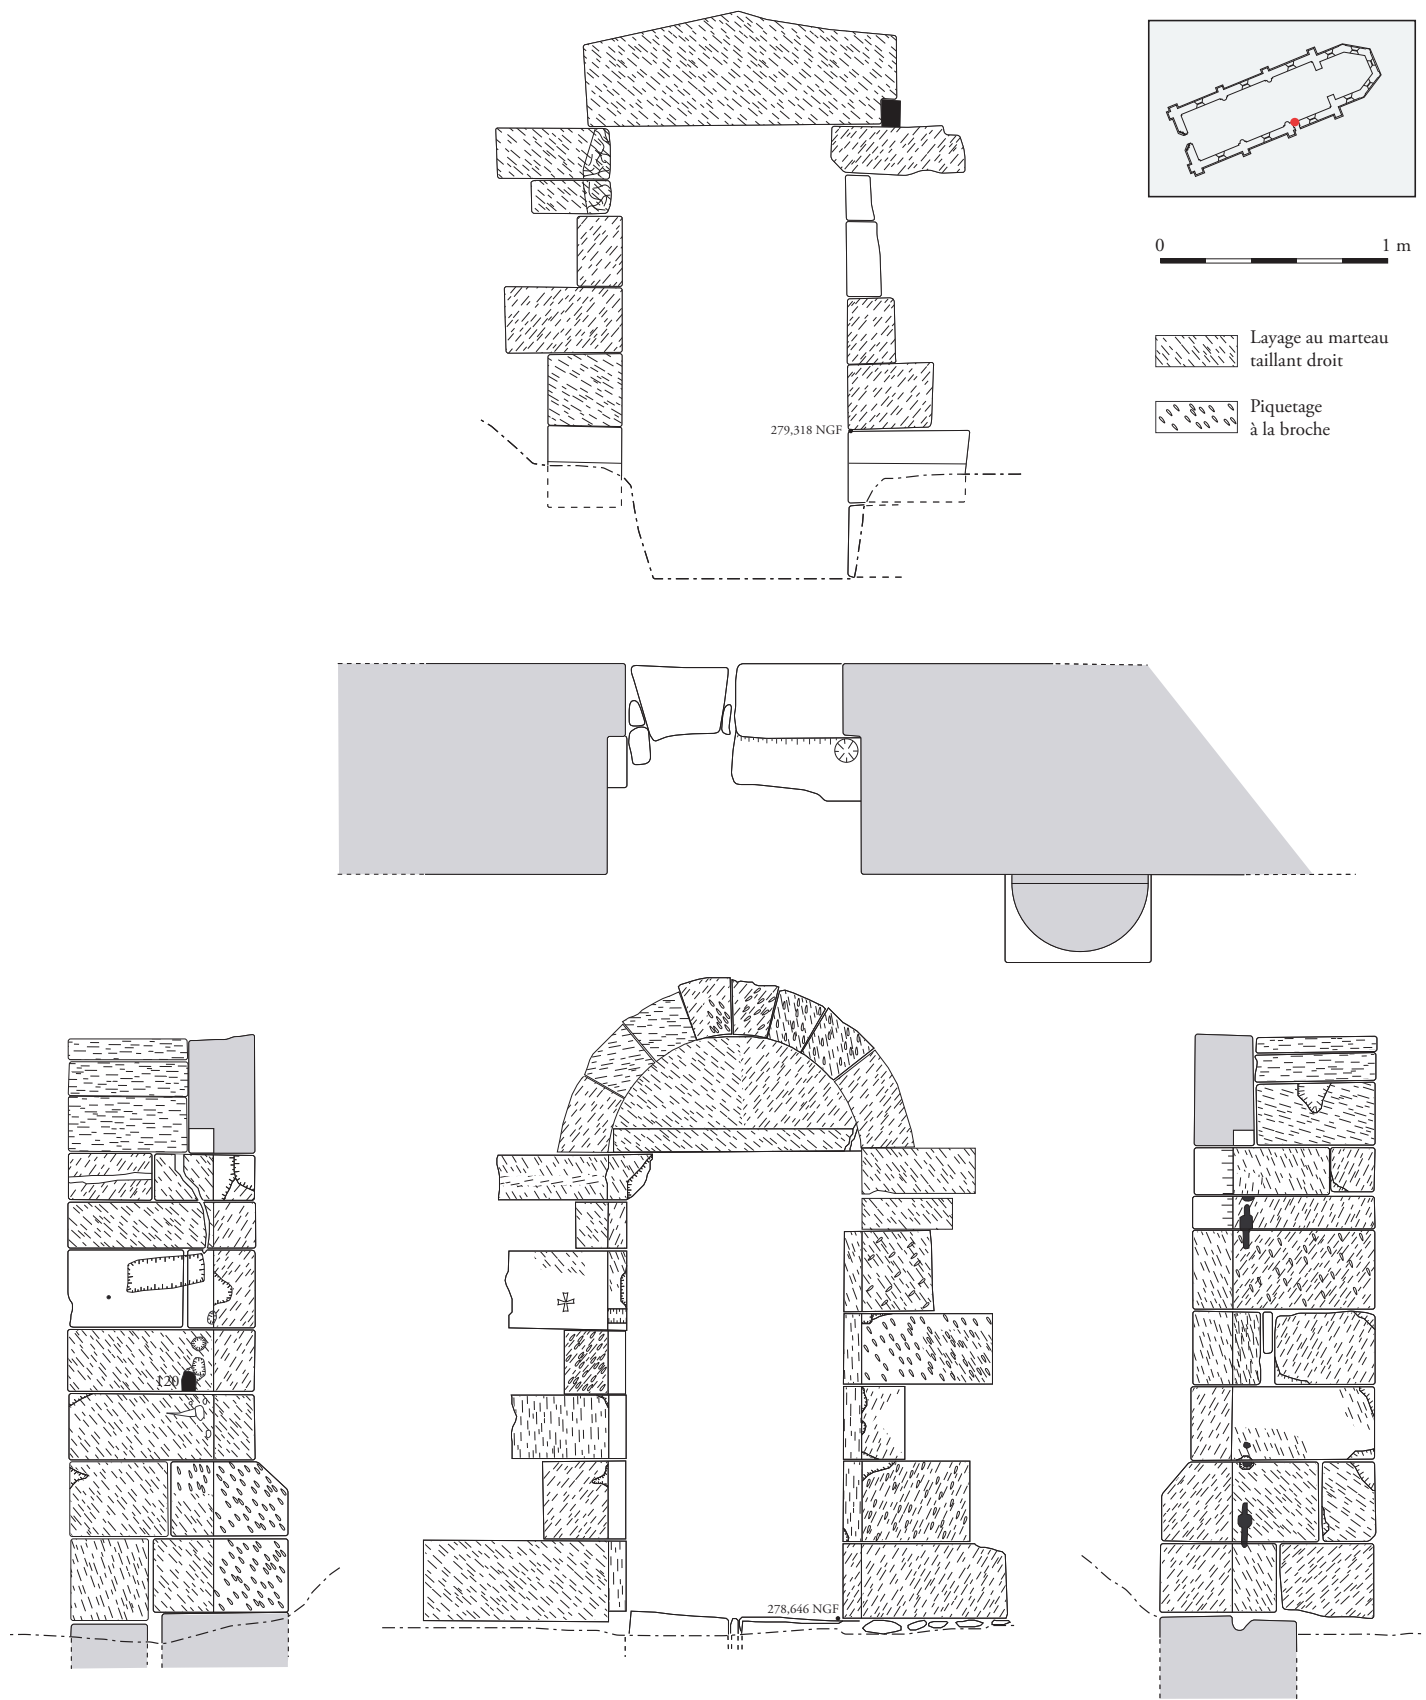 0 1 m
Layage au marteau
taillant droit
Piquetage
à la broche
279,318 NGF
120
278,646 NGF